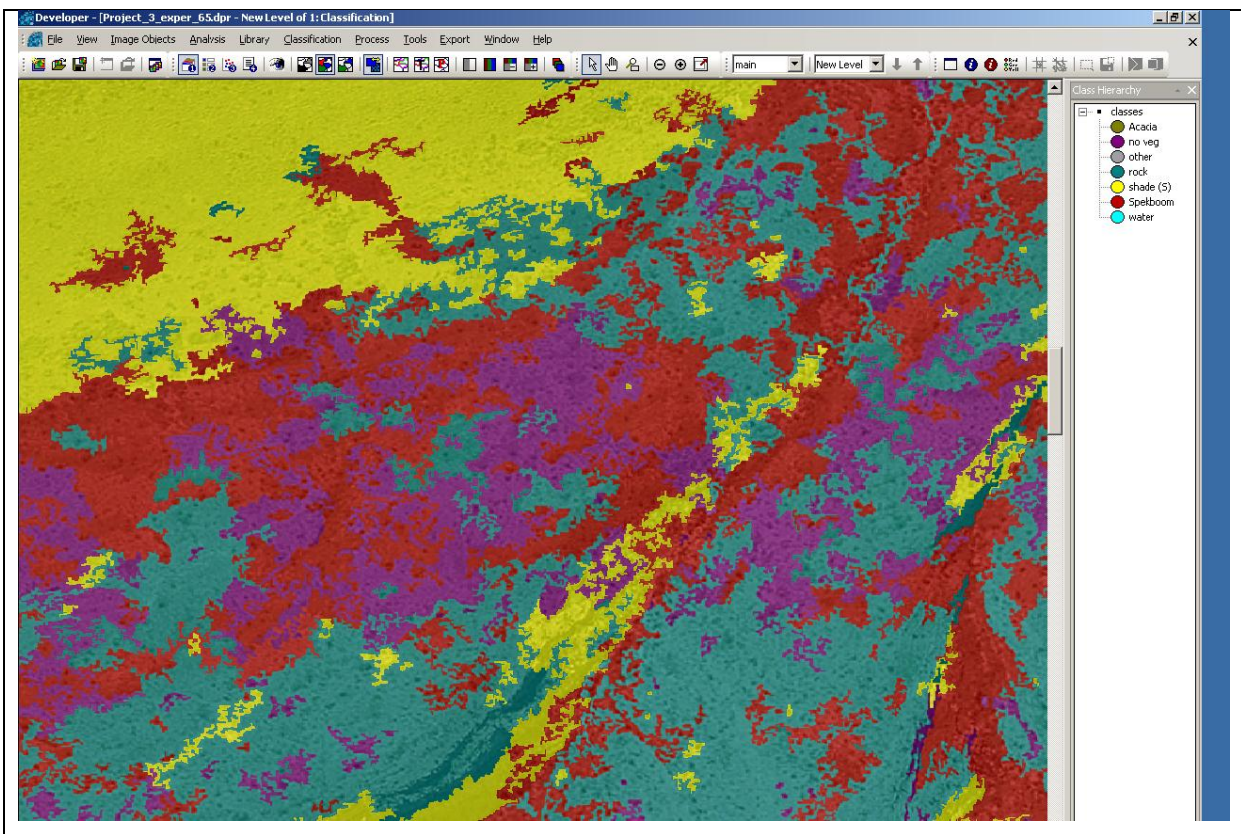 Developer - [Project_3_exper_65.dpr - New Level of 1: Classification]
File View Image Objects Analysis Library Classification Process Tools Export Window Help
main New Level
Class Hierarchy
classes
Acacia
no veg
other
rock
shade (S)
Spekboom
water